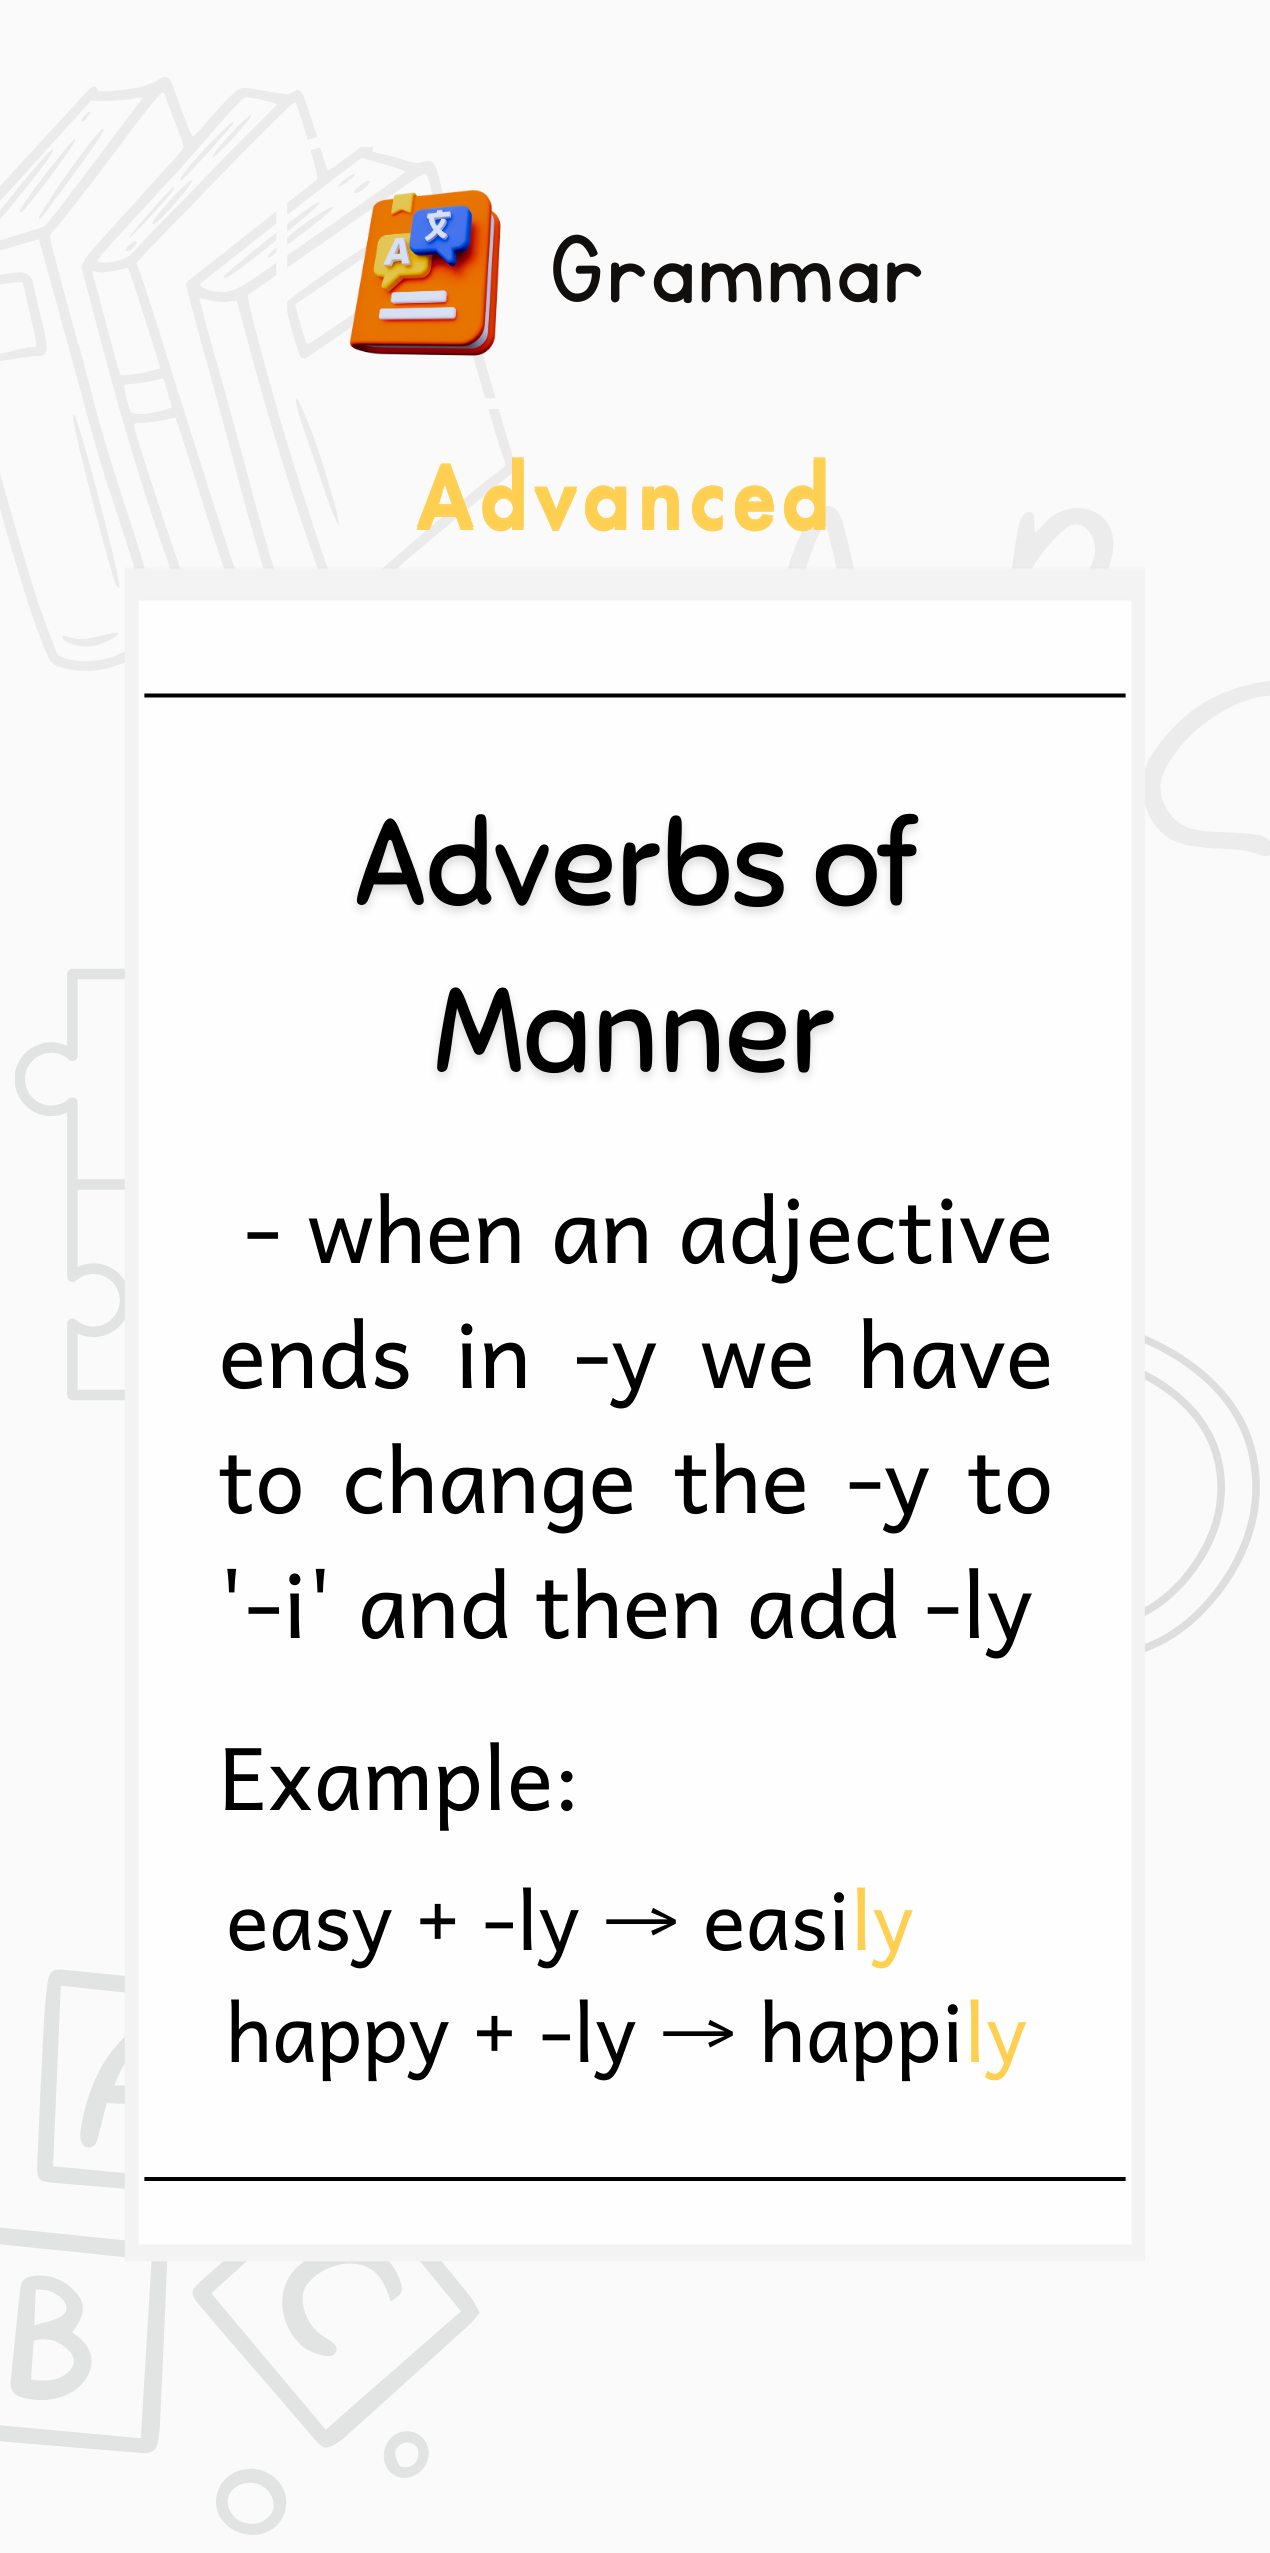 A 文
Grammar
Advanced
Adverbs of
Manner
- when an adjective
ends in -y we have
to change the -y to
'-i' and then add -ly
Example:
easy + -ly → easily
happy + -ly → happily
A
B
C